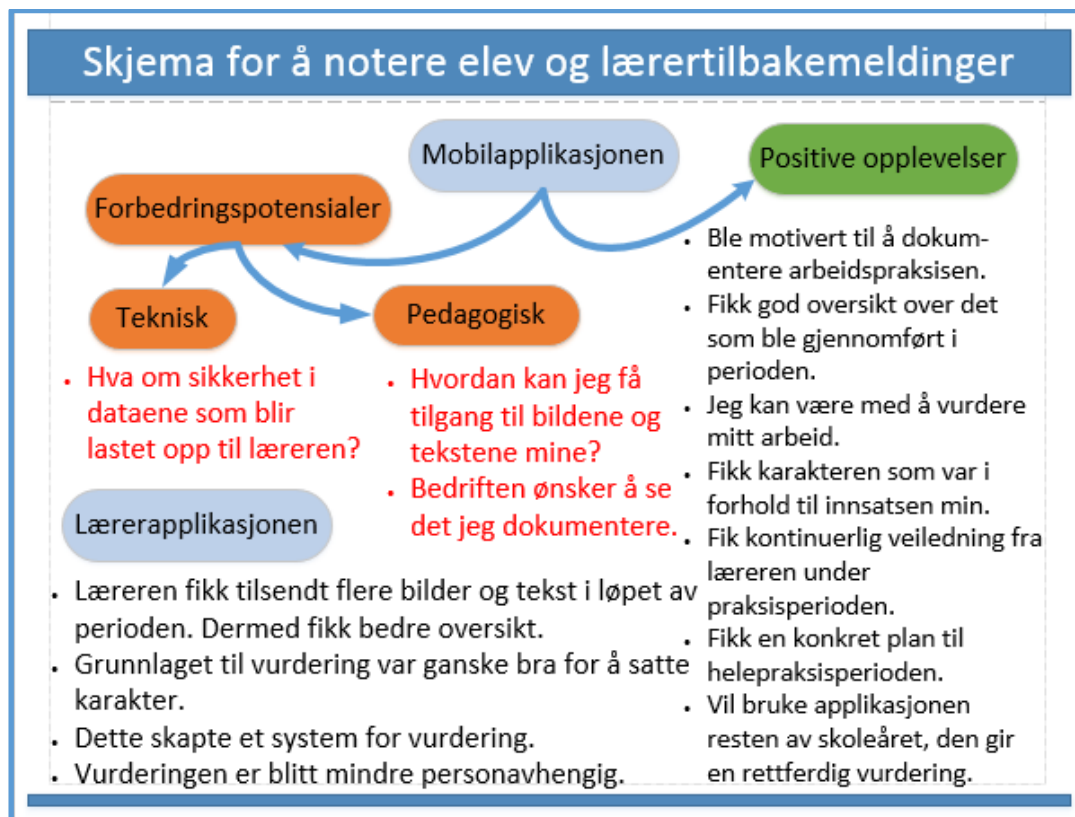 Skjema for å notere elev og lærertilbakemeldinger
Mobilapplikasjonen
Forbedringspotensialer
Teknisk
• Hva om sikkerhet i
dataene som blir
lastet opp til læreren?
Pedagogisk
• Hvordan kan jeg få
tilgang til bildene og
tekstene mine?
• Bedriften ønsker å se
det jeg dokumentere.
Positive opplevelser
• Ble motivert til å dokum-
entere arbeidspraksisen.
• Fikk god oversikt over det
som ble gjennomført i
perioden.
• Jeg kan være med å vurdere
mitt arbeid.
• Fikk karakteren som var i
forhold til innsatsen min.
• Fik kontinuerlig veiledning fra
læreren under
praksisperioden.
• Fikk en konkret plan til
helepraksisperioden.
• Vil bruke applikasjonen
resten av skoleåret, den gir
en rettferdig vurdering.
Lærerapplikasjonen
• Læreren fikk tilsendt flere bilder og tekst i løpet av
perioden. Dermed fikk bedre oversikt.
• Grunnlaget til vurdering var ganske bra for å satte
karakter.
• Dette skapte et system for vurdering.
• Vurderingen er blitt mindre personavhengig.